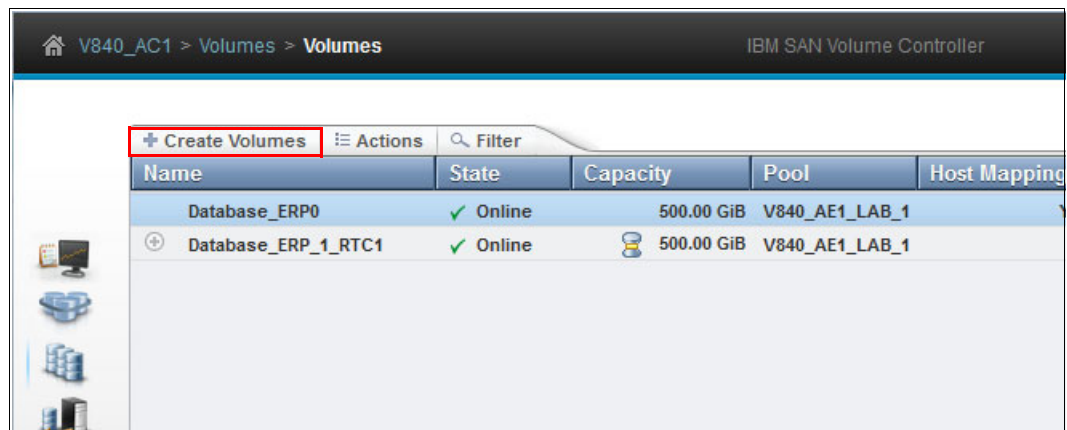 V840_AC1 > Volumes > Volumes IBM SAN Volume Controller
Create Volumes Actions Filter
Name State Capacity Pool Host Mapping
Database_ERP0 Online 500.00 GiB V840_AE1_LAB_1
Database_ERP_1_RTC1 Online 500.00 GiB V840_AE1_LAB_1